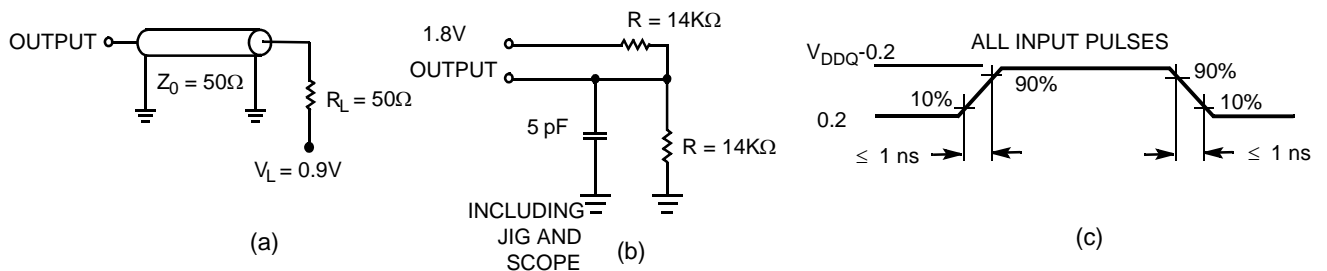 OUTPUT
Z0 = 50Ω
RL = 50Ω
VL = 0.9V
(a)
R = 14KΩ
1.8V
OUTPUT
5 pF
R = 14KΩ
INCLUDING
JIG AND
SCOPE
(b)
ALL INPUT PULSES
VDDQ-0.2
90%
90%
10%
10%
0.2
≤ 1 ns
≤ 1 ns
(c)